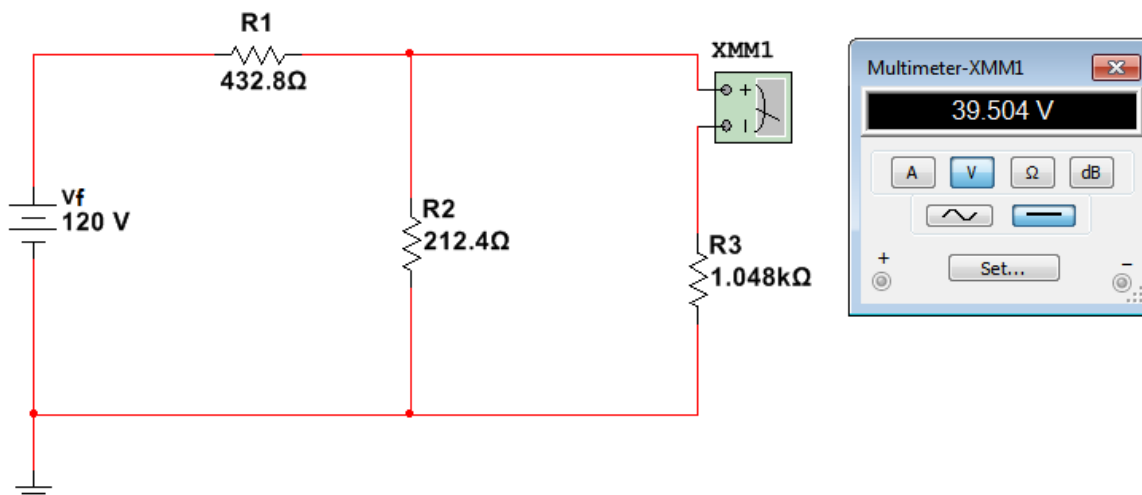 R1
432.8Ω
XMM1
+
Vf
120 V
R2
212.4Ω
R3
1.048kΩ
Multimeter-XMM1
39.504 V
A V Ω dB
+ −
Set...